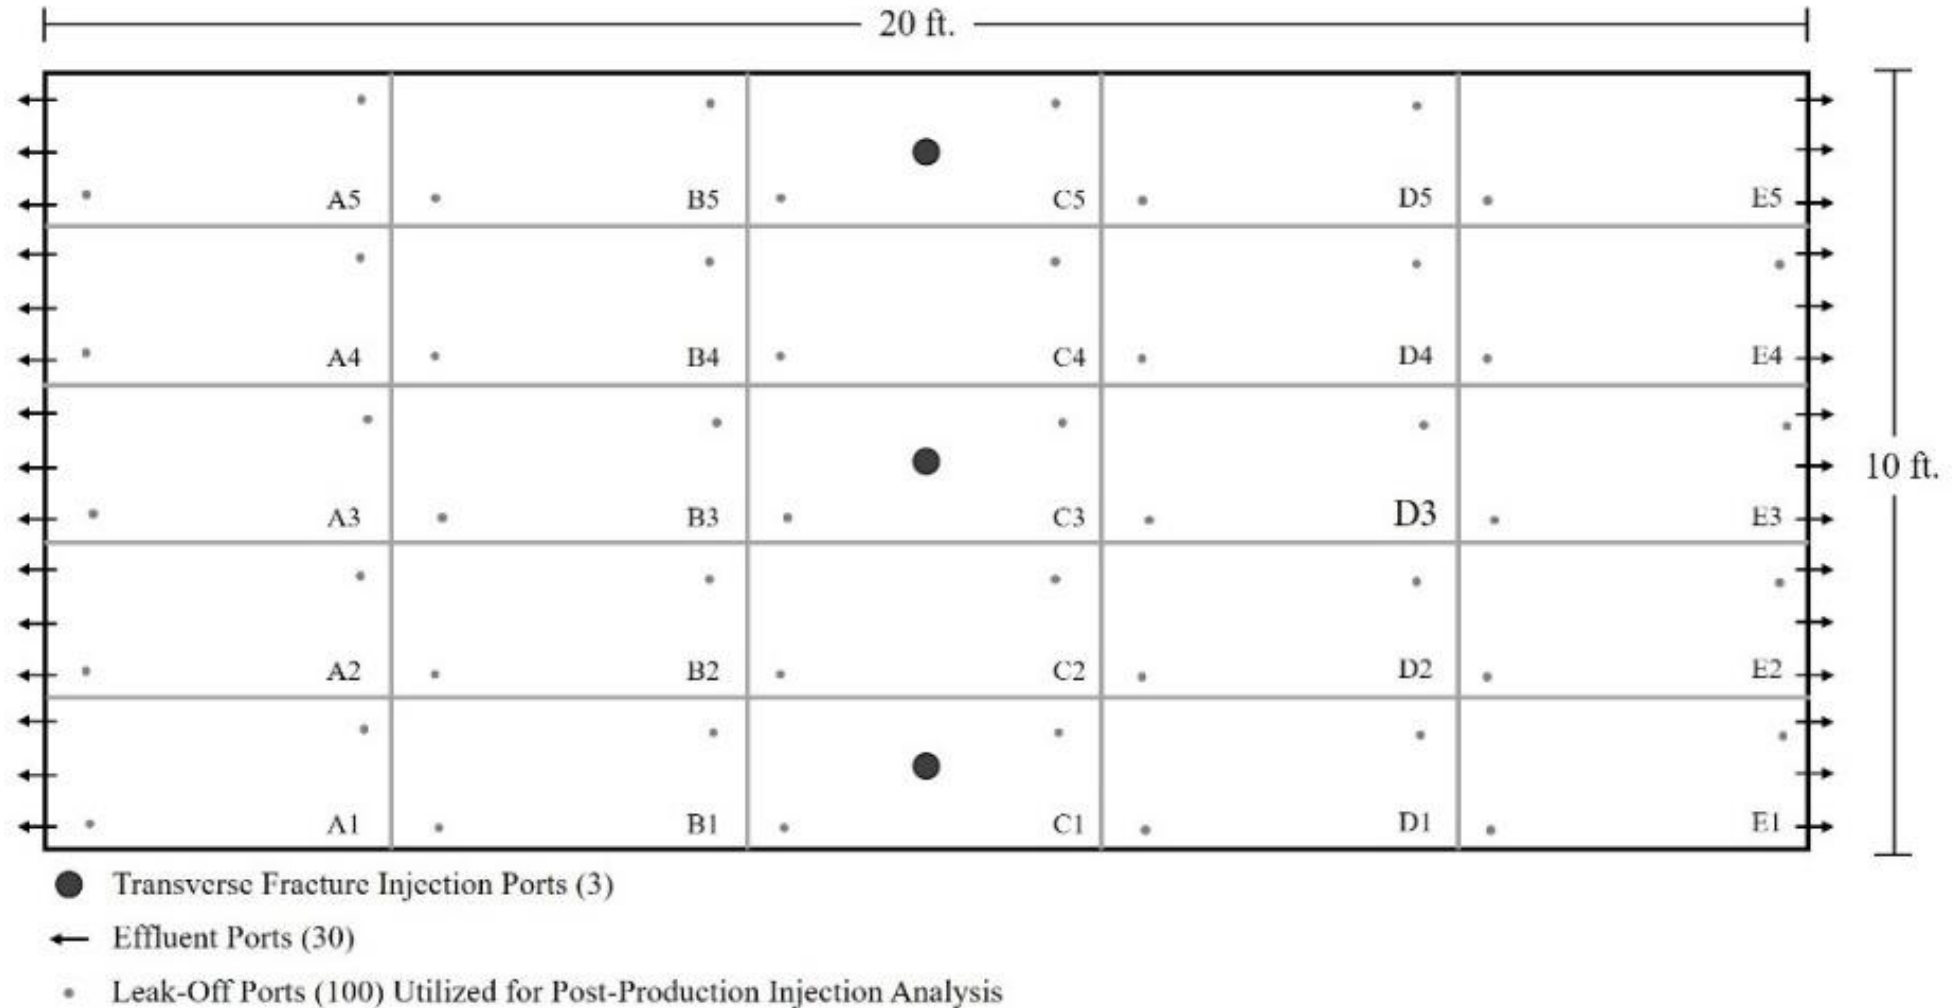 20 ft.
A5 B5 C5 D5 E5
A4 B4 C4 D4 E4
10 ft.
A3 B3 C3 D3 E3
A2 B2 C2 D2 E2
A1 B1 C1 D1 E1
Transverse Fracture Injection Ports (3)
Effluent Ports (30)
Leak-Off Ports (100) Utilized for Post-Production Injection Analysis